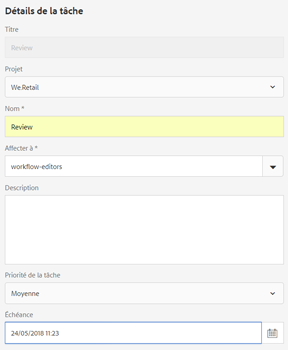 Détails de la tâche
Titre
Review
Projet
We.Retail
Nom *
Review
Affecter à *
workflow-editors
Description
Priorité de la tâche
Moyenne
Échéance
24/05/2018 11:23